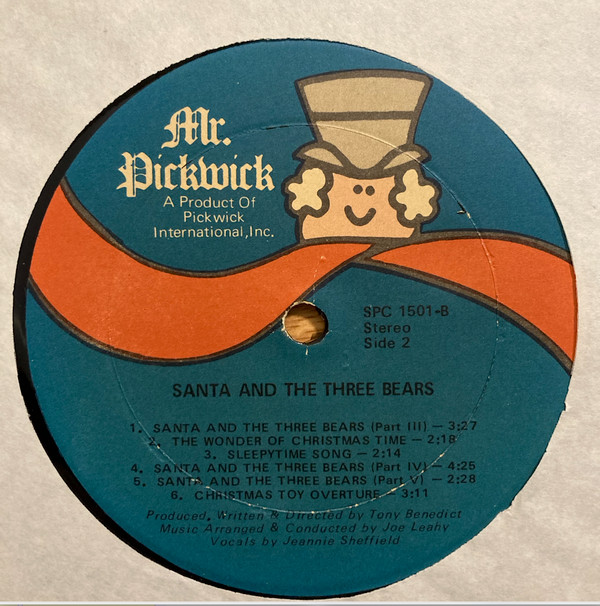 Mr.
Pickwick
A Product Of
Pickwick
International, Inc.
SPC 1501-B
Stereo
Side 2
SANTA AND THE THREE BEARS
1. SANTA AND THE THREE BEARS (Part III) — 3:27
2. THE WONDER OF CHRISTMAS TIME — 2:18
3. SLEEPYTIME SONG — 2:14
4. SANTA AND THE THREE BEARS (Part IV) — 4:25
5. SANTA AND THE THREE BEARS (Part V) — 2:28
6. CHRISTMAS TOY OVERTURE — 3:11
Produced, Written & Directed by Tony Benedict
Music Arranged & Conducted by Joe Leahy
Vocals by Jeannie Sheffield